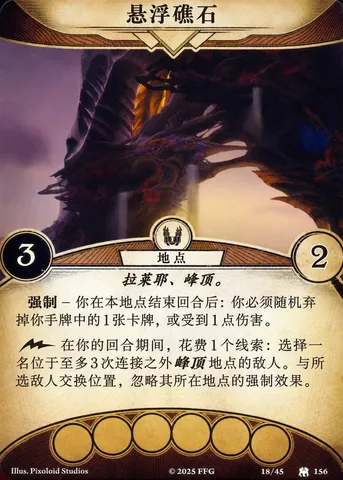 悬浮礁石
地点
3
2
拉莱耶、峰顶。
强制 – 你在本地点结束回合后：你必须随机弃
掉你手牌中的1张卡牌，或受到1点伤害。
在你的回合期间，花费1个线索：选择一
名位于至多3次连接之外峰顶地点的敌人。与所
选敌人交换位置，忽略其所在地点的强制效果。
Illus. Pixoloid Studios © 2025 FFG 18/45 156